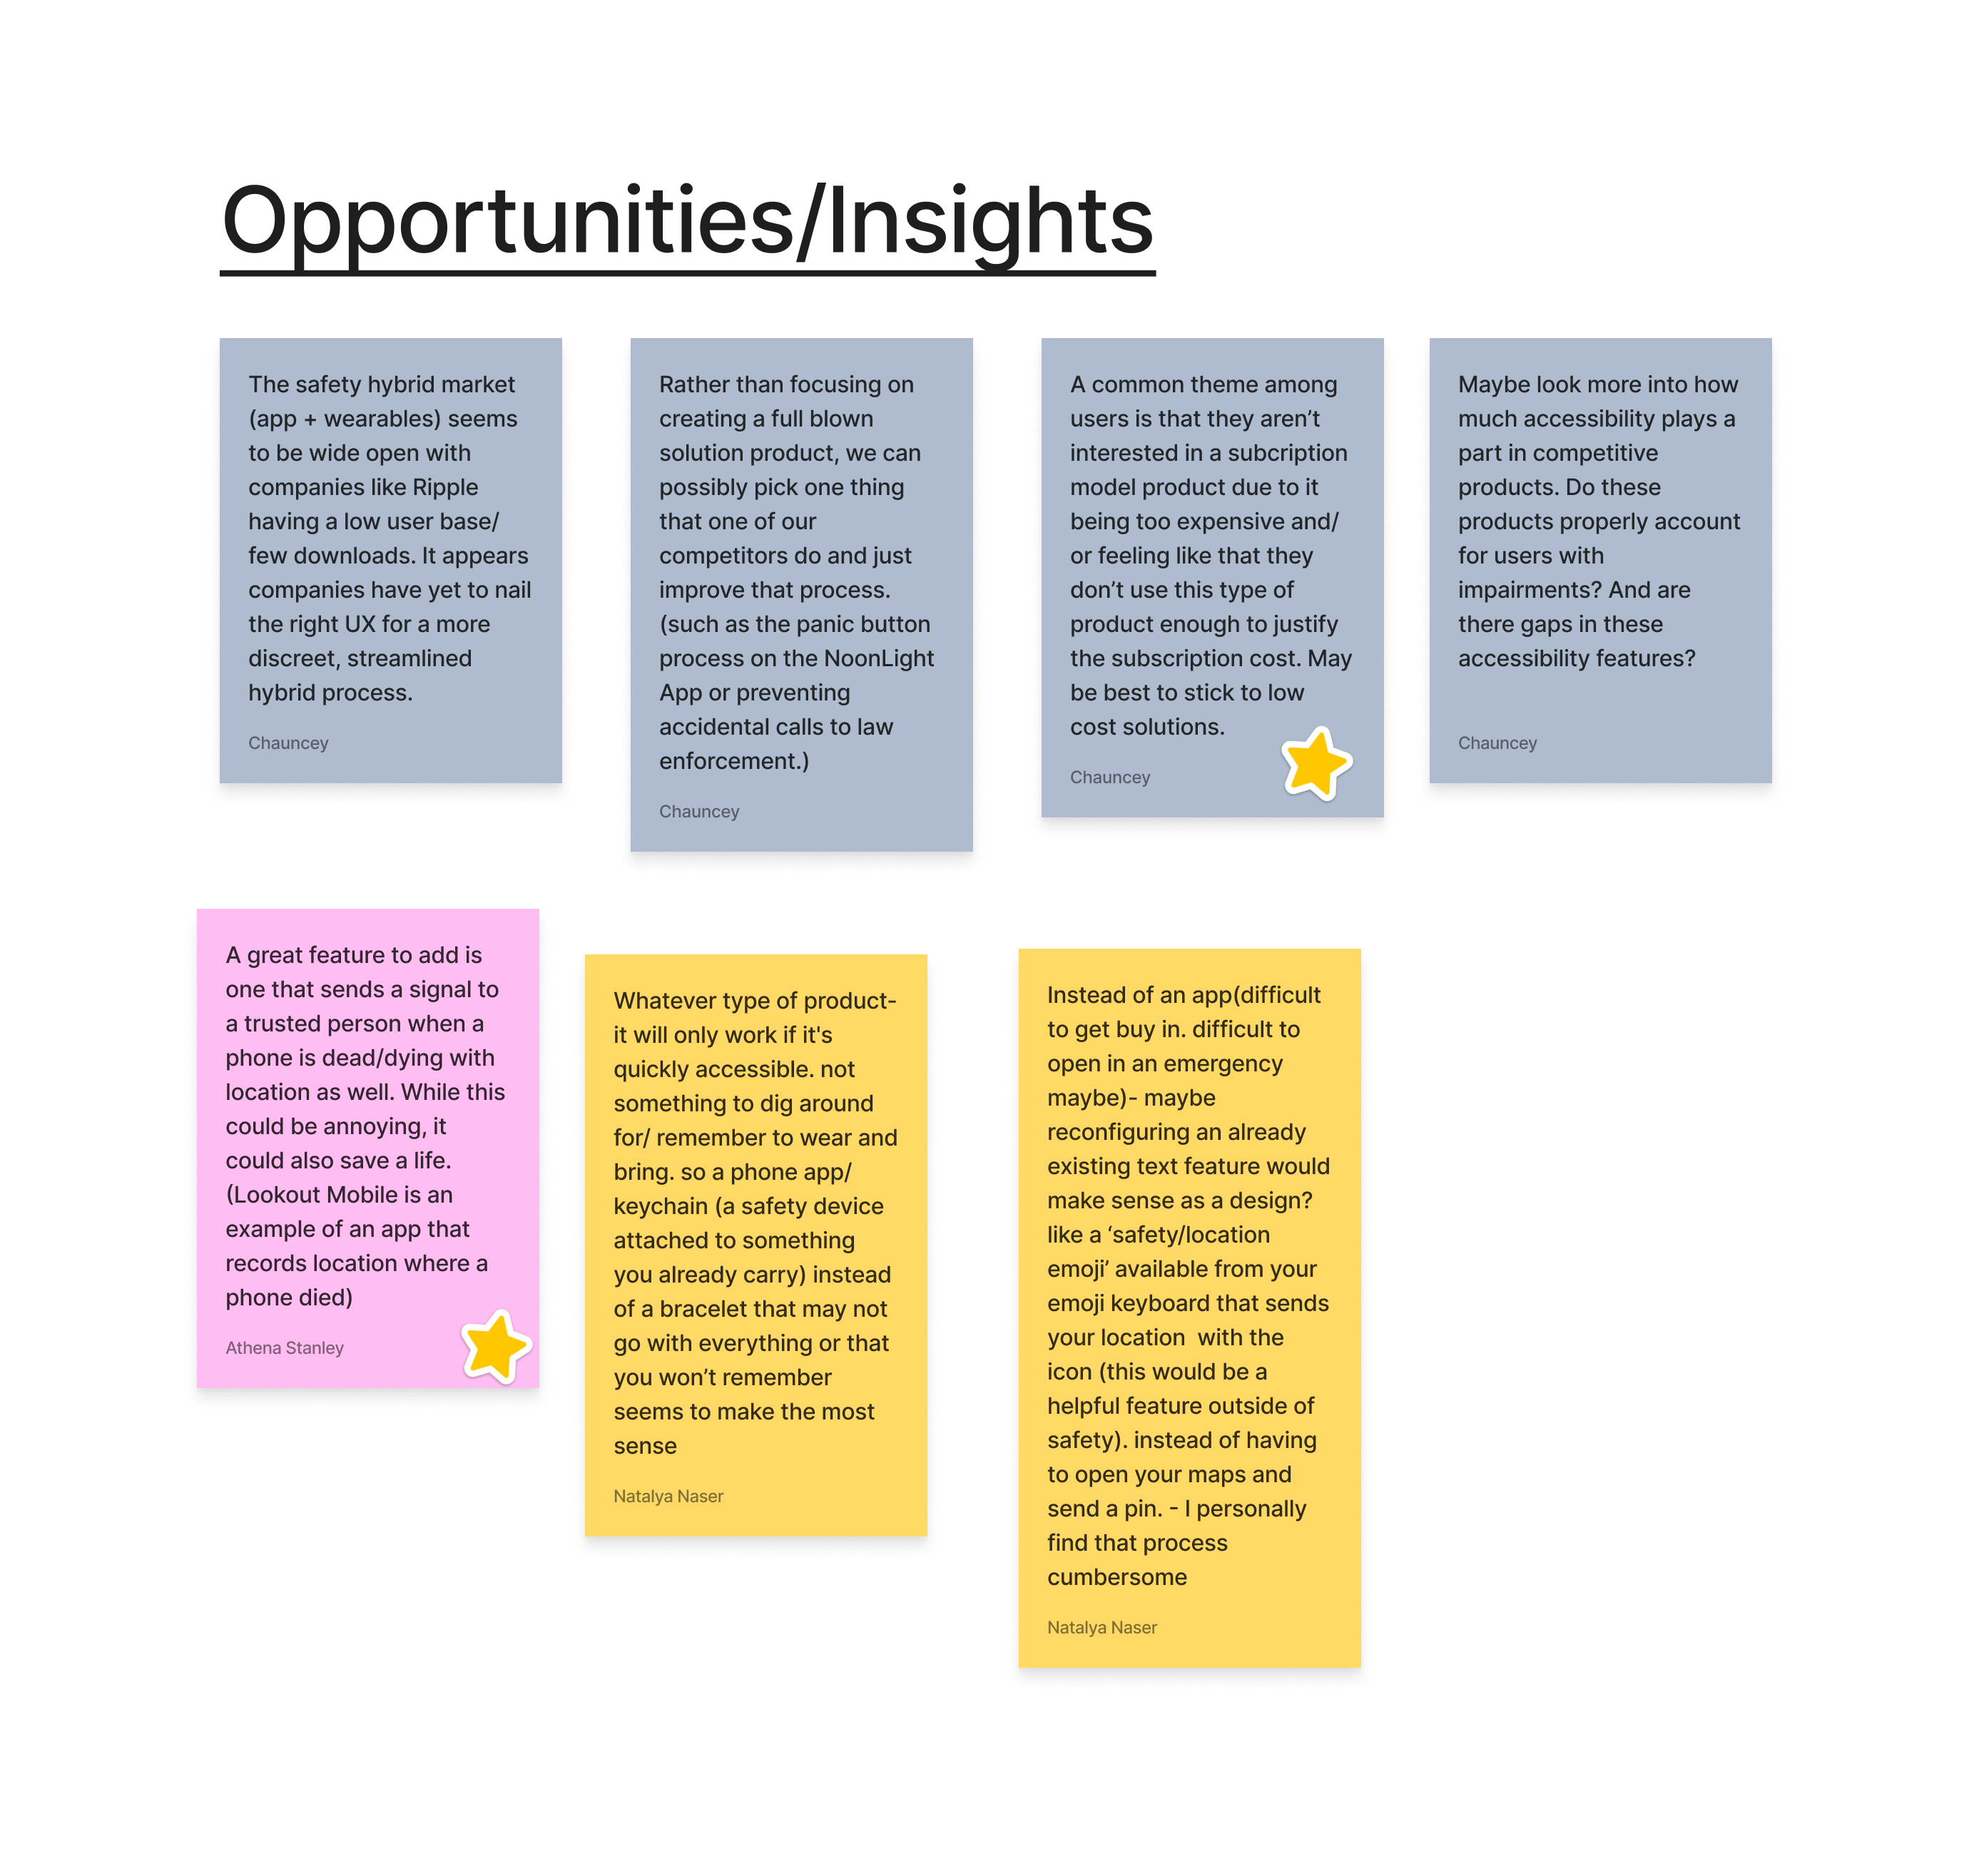 Opportunities/Insights
The safety hybrid market
(app + wearables) seems
to be wide open with
companies like Ripple
having a low user base/
few downloads. It appears
companies have yet to nail
the right UX for a more
discreet, streamlined
hybrid process.
Chauncey
Rather than focusing on
creating a full blown
solution product, we can
possibly pick one thing
that one of our
competitors do and just
improve that process.
(such as the panic button
process on the NoonLight
App or preventing
accidental calls to law
enforcement.)
Chauncey
A common theme among
users is that they aren’t
interested in a subcription
model product due to it
being too expensive and/
or feeling like that they
don’t use this type of
product enough to justify
the subscription cost. May
be best to stick to low
cost solutions.
Chauncey
Maybe look more into how
much accessibility plays a
part in competitive
products. Do these
products properly account
for users with
impairments? And are
there gaps in these
accessibility features?
Chauncey
A great feature to add is
one that sends a signal to
a trusted person when a
phone is dead/dying with
location as well. While this
could be annoying, it
could also save a life.
(Lookout Mobile is an
example of an app that
records location where a
phone died)
Athena Stanley
Whatever type of product-
it will only work if it's
quickly accessible. not
something to dig around
for/ remember to wear and
bring. so a phone app/
keychain (a safety device
attached to something
you already carry) instead
of a bracelet that may not
go with everything or that
you won’t remember
seems to make the most
sense
Natalya Naser
Instead of an app(difficult
to get buy in. difficult to
open in an emergency
maybe)- maybe
reconfiguring an already
existing text feature would
make sense as a design?
like a ‘safety/location
emoji’ available from your
emoji keyboard that sends
your location  with the
icon (this would be a
helpful feature outside of
safety). instead of having
to open your maps and
send a pin. - I personally
find that process
cumbersome
Natalya Naser